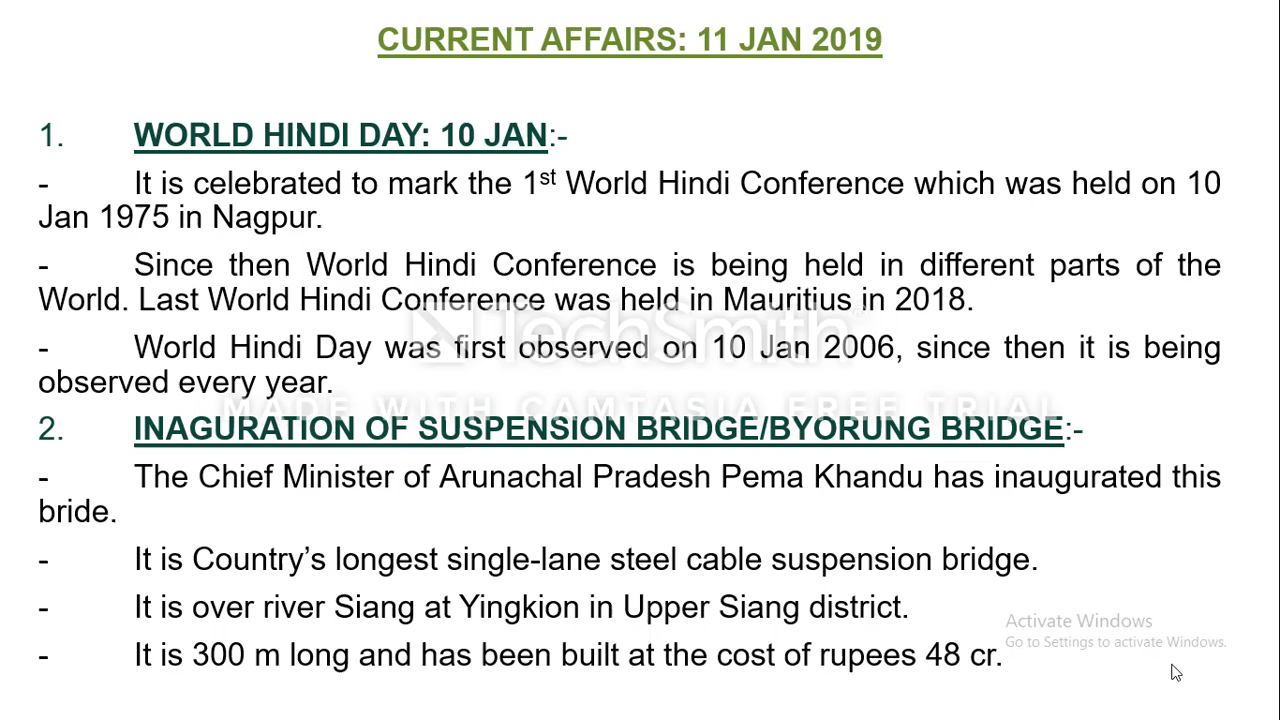 CURRENT AFFAIRS: 11 JAN 2019
1. WORLD HINDI DAY: 10 JAN:-
- It is celebrated to mark the 1st World Hindi Conference which was held on 10
Jan 1975 in Nagpur.
- Since then World Hindi Conference is being held in different parts of the
World. Last World Hindi Conference was held in Mauritius in 2018.
TechSmith
- World Hindi Day was first observed on 10 Jan 2006, since then it is being
observed every year.
MADE WITH CAMTASIA FREE TRIAL
2. INAGURATION OF SUSPENSION BRIDGE/BYORUNG BRIDGE:-
- The Chief Minister of Arunachal Pradesh Pema Khandu has inaugurated this
bride.
- It is Country’s longest single-lane steel cable suspension bridge.
- It is over river Siang at Yingkion in Upper Siang district.
Activate Windows
Go to Settings to activate Windows.
- It is 300 m long and has been built at the cost of rupees 48 cr.